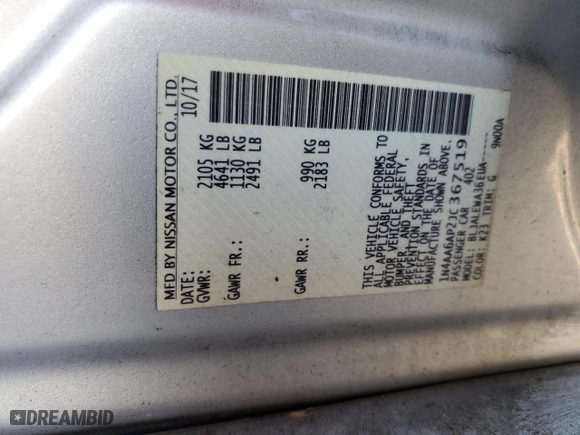 MFD BY NISSAN MOTOR CO., LTD.
DATE: 10/17
GVWR: 2105 KG
4641 LB
GAWR FR.: 1130 KG
2491 LB
GAWR RR.: 990 KG
2183 LB
THIS VEHICLE CONFORMS TO
ALL APPLICABLE FEDERAL
MOTOR VEHICLE SAFETY,
BUMPER, AND THEFT
PREVENTION STANDARDS IN
EFFECT ON THE DATE OF
MANUFACTURE SHOWN ABOVE.
1N4AA6AP2JC367519
PASSENGER CAR 4D2
MODEL: BLJALEWA36EUA-----
COLOR: K23 TRIM: G 9N00A
DREAMBID